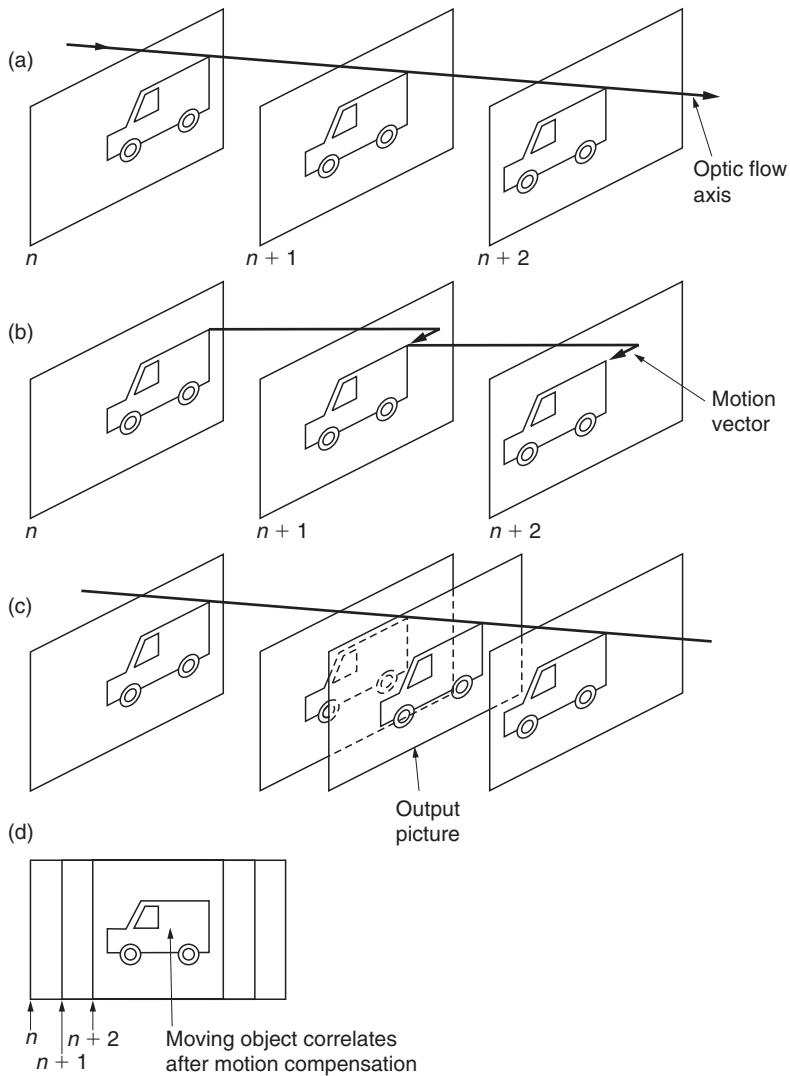 (a)
Optic flow
axis
n
n + 1
n + 2
(b)
Motion
vector
n
n + 1
n + 2
(c)
Output
picture
(d)
n
n + 1
n + 2
Moving object correlates
after motion compensation